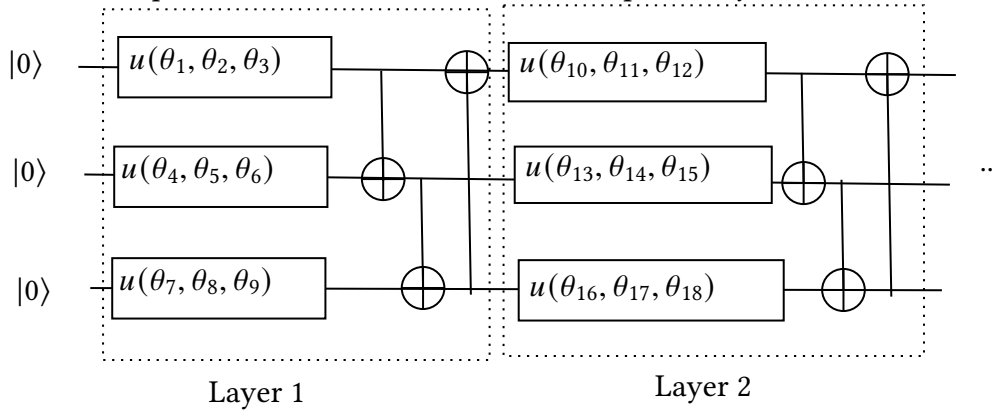 |0⟩ u(θ₁, θ₂, θ₃) u(θ₁₀, θ₁₁, θ₁₂)
|0⟩ u(θ₄, θ₅, θ₆) u(θ₁₃, θ₁₄, θ₁₅) ..
|0⟩ u(θ₇, θ₈, θ₉) u(θ₁₆, θ₁₇, θ₁₈)
Layer 1 Layer 2